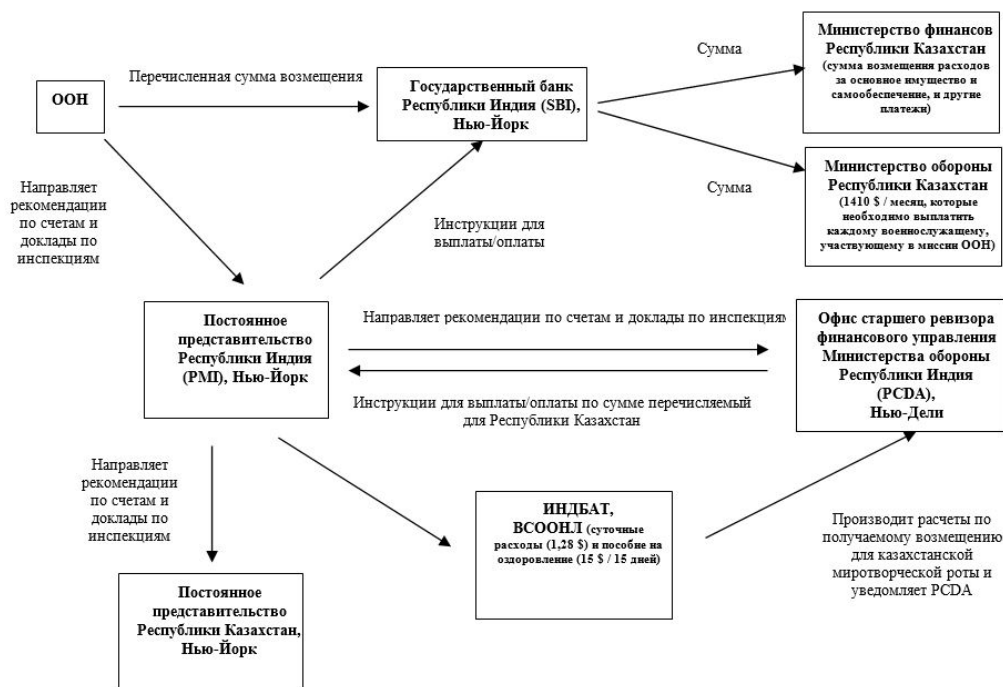 Министерство финансов
Республики Казахстан
(сумма возмещения расходов
за основное имущество и
самообеспечение, и другие
платежи)
Сумма
Перечисленная сумма возмещения
ООН
Государственный банк
Республики Индия (SBI),
Нью-Йорк
Министерство обороны
Республики Казахстан
(1410 $ / месяц, которые
необходимо выплатить
каждому военнослужащему,
участвующему в миссии ООН)
Сумма
Направляет
рекомендации
по счетам и
доклады по
инспекциям
Инструкции для
выплаты/оплаты
Постоянное
представительство
Республики Индия
(PMI), Нью-Йорк
Направляет рекомендации по счетам и доклады по инспекциям
Офис старшего ревизора
финансового управления
Министерства обороны
Республики Индия
(PCDA),
Нью-Дели
Инструкции для выплаты/оплаты по сумме перечисляемый
для Республики Казахстан
Направляет
рекомендации
по счетам и
доклады по
инспекциям
ИНДБАТ,
ВСООНЛ (суточные
расходы (1,28 $) и пособие на
оздоровление (15 $ / 15 дней)
Производит расчеты по
получаемому возмещению
для казахстанской
миротворческой роты и
уведомляет PCDA
Постоянное
представительство
Республики Казахстан,
Нью-Йорк